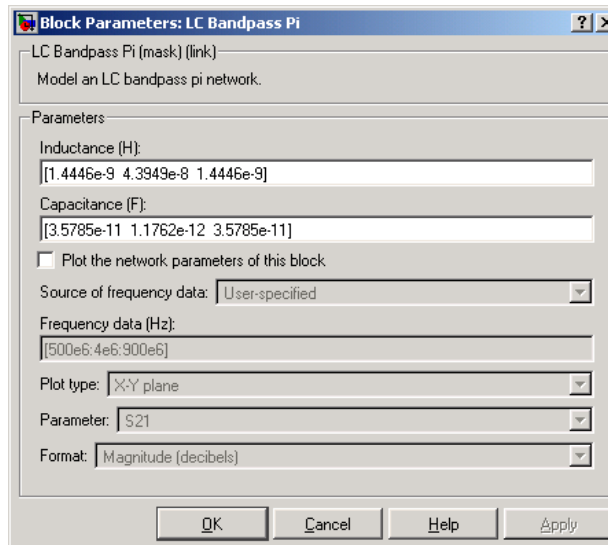 Block Parameters: LC Bandpass Pi
LC Bandpass Pi (mask) (link)
Model an LC bandpass pi network.
Parameters
Inductance (H):
[1.4446e-9 4.3949e-8 1.4446e-9]
Capacitance (F):
[3.5785e-11 1.1762e-12 3.5785e-11]
Plot the network parameters of this block
Source of frequency data: User-specified
Frequency data (Hz):
[500e6:4e6:900e6]
Plot type: X-Y plane
Parameter: S21
Format: Magnitude (decibels)
OK Cancel Help Apply